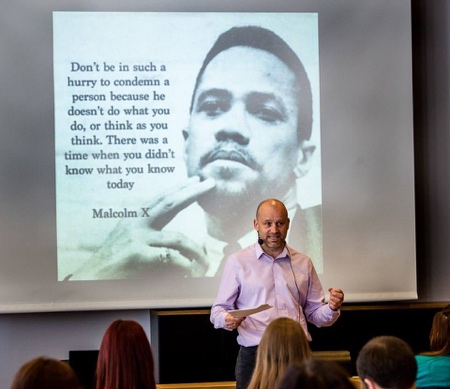 Don't be in such a
hurry to condemn a
person because he
doesn't do what you
do, or think as you
think. There was a
time when you didn't
know what you know
today
Malcolm X